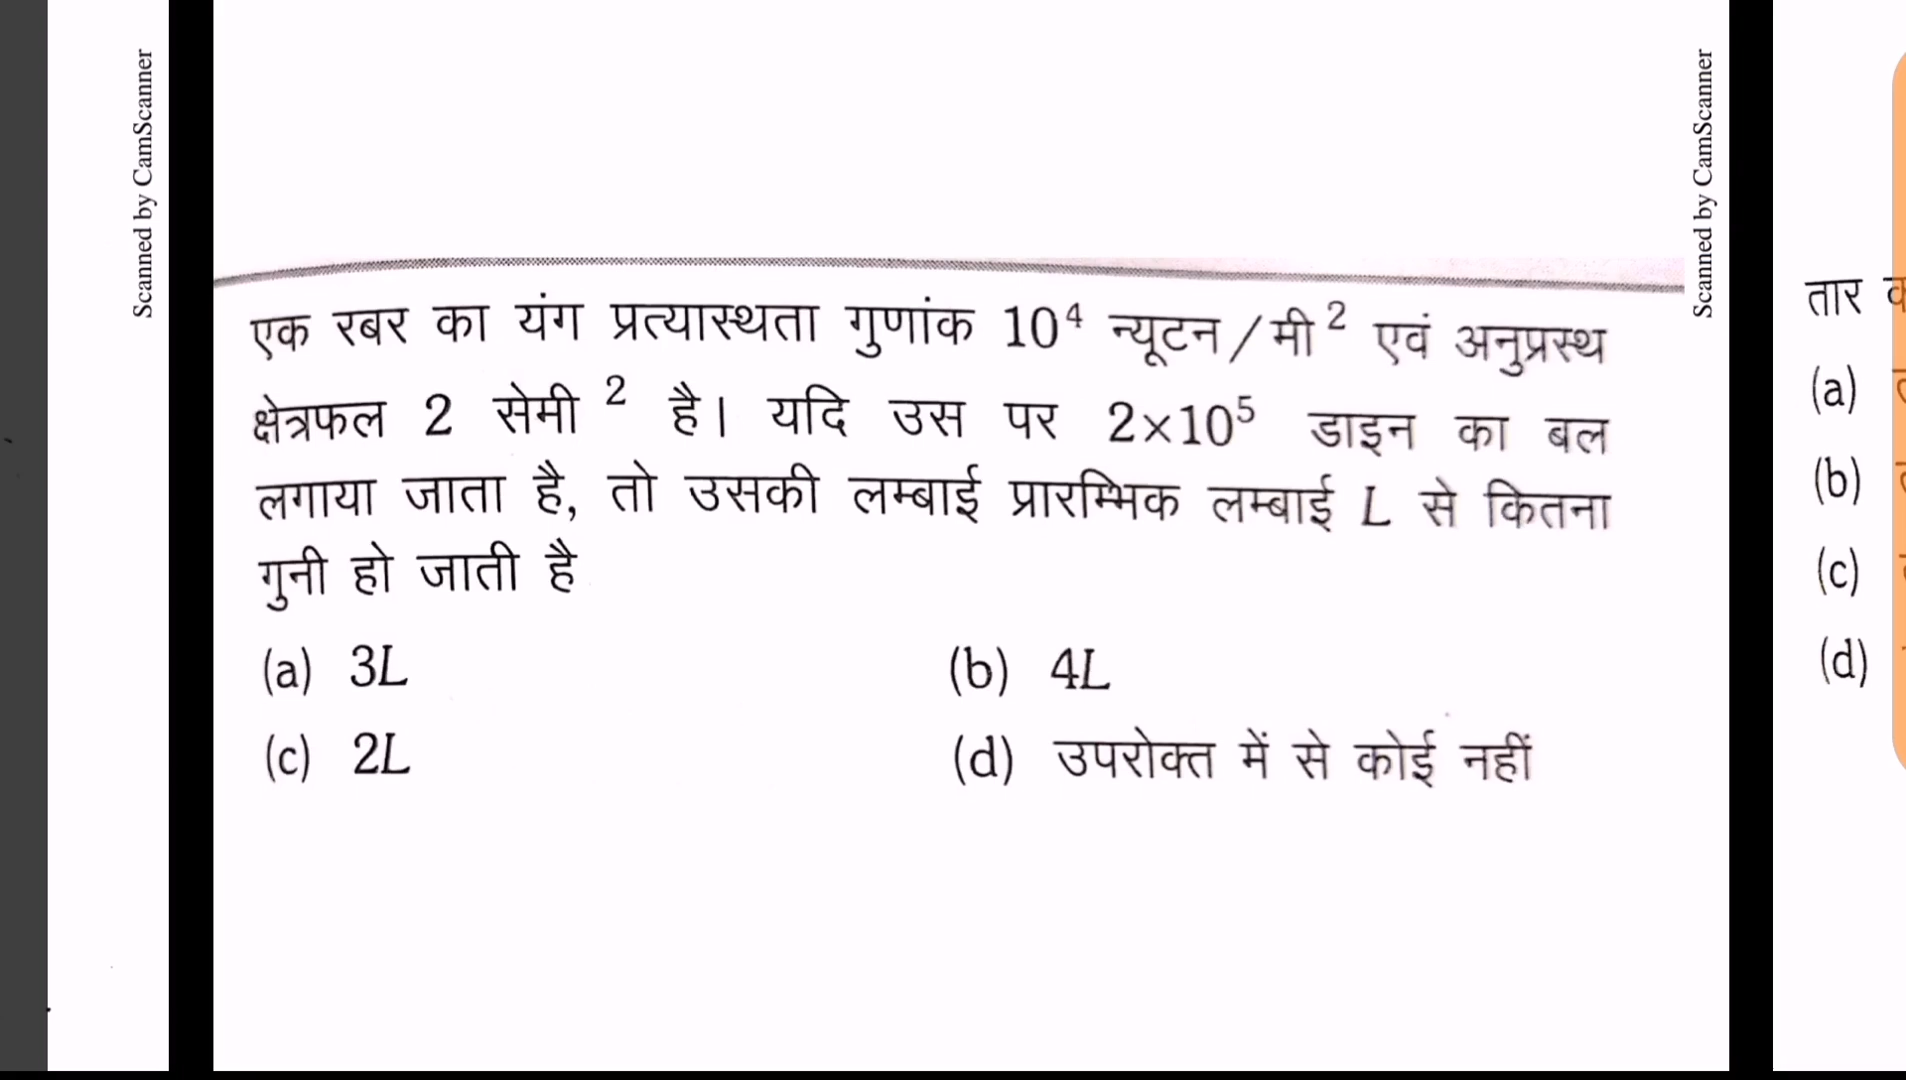 Scanned by CamScanner
एक रबर का यंग प्रत्यास्थता गुणांक 10⁴ न्यूटन/मी² एवं अनुप्रस्थ
क्षेत्रफल 2 सेमी² है। यदि उस पर 2×10⁵ डाइन का बल
लगाया जाता है, तो उसकी लम्बाई प्रारम्भिक लम्बाई L से कितना
गुनी हो जाती है
(a) 3L (b) 4L
(c) 2L (d) उपरोक्त में से कोई नहीं
Scanned by CamScanner
तार
(a)
(b)
(c)
(d)